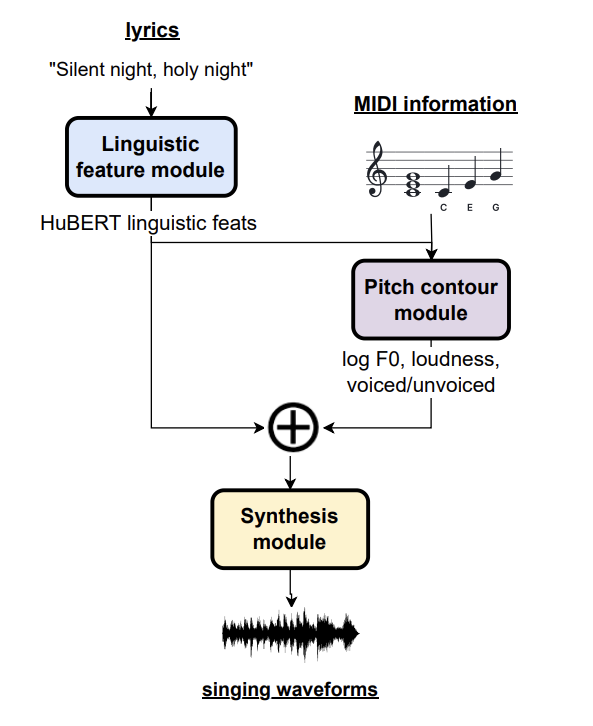 lyrics
"Silent night, holy night"
MIDI information
Linguistic
feature module
C E G
HuBERT linguistic feats
Pitch contour
module
log F0, loudness,
voiced/unvoiced
Synthesis
module
singing waveforms